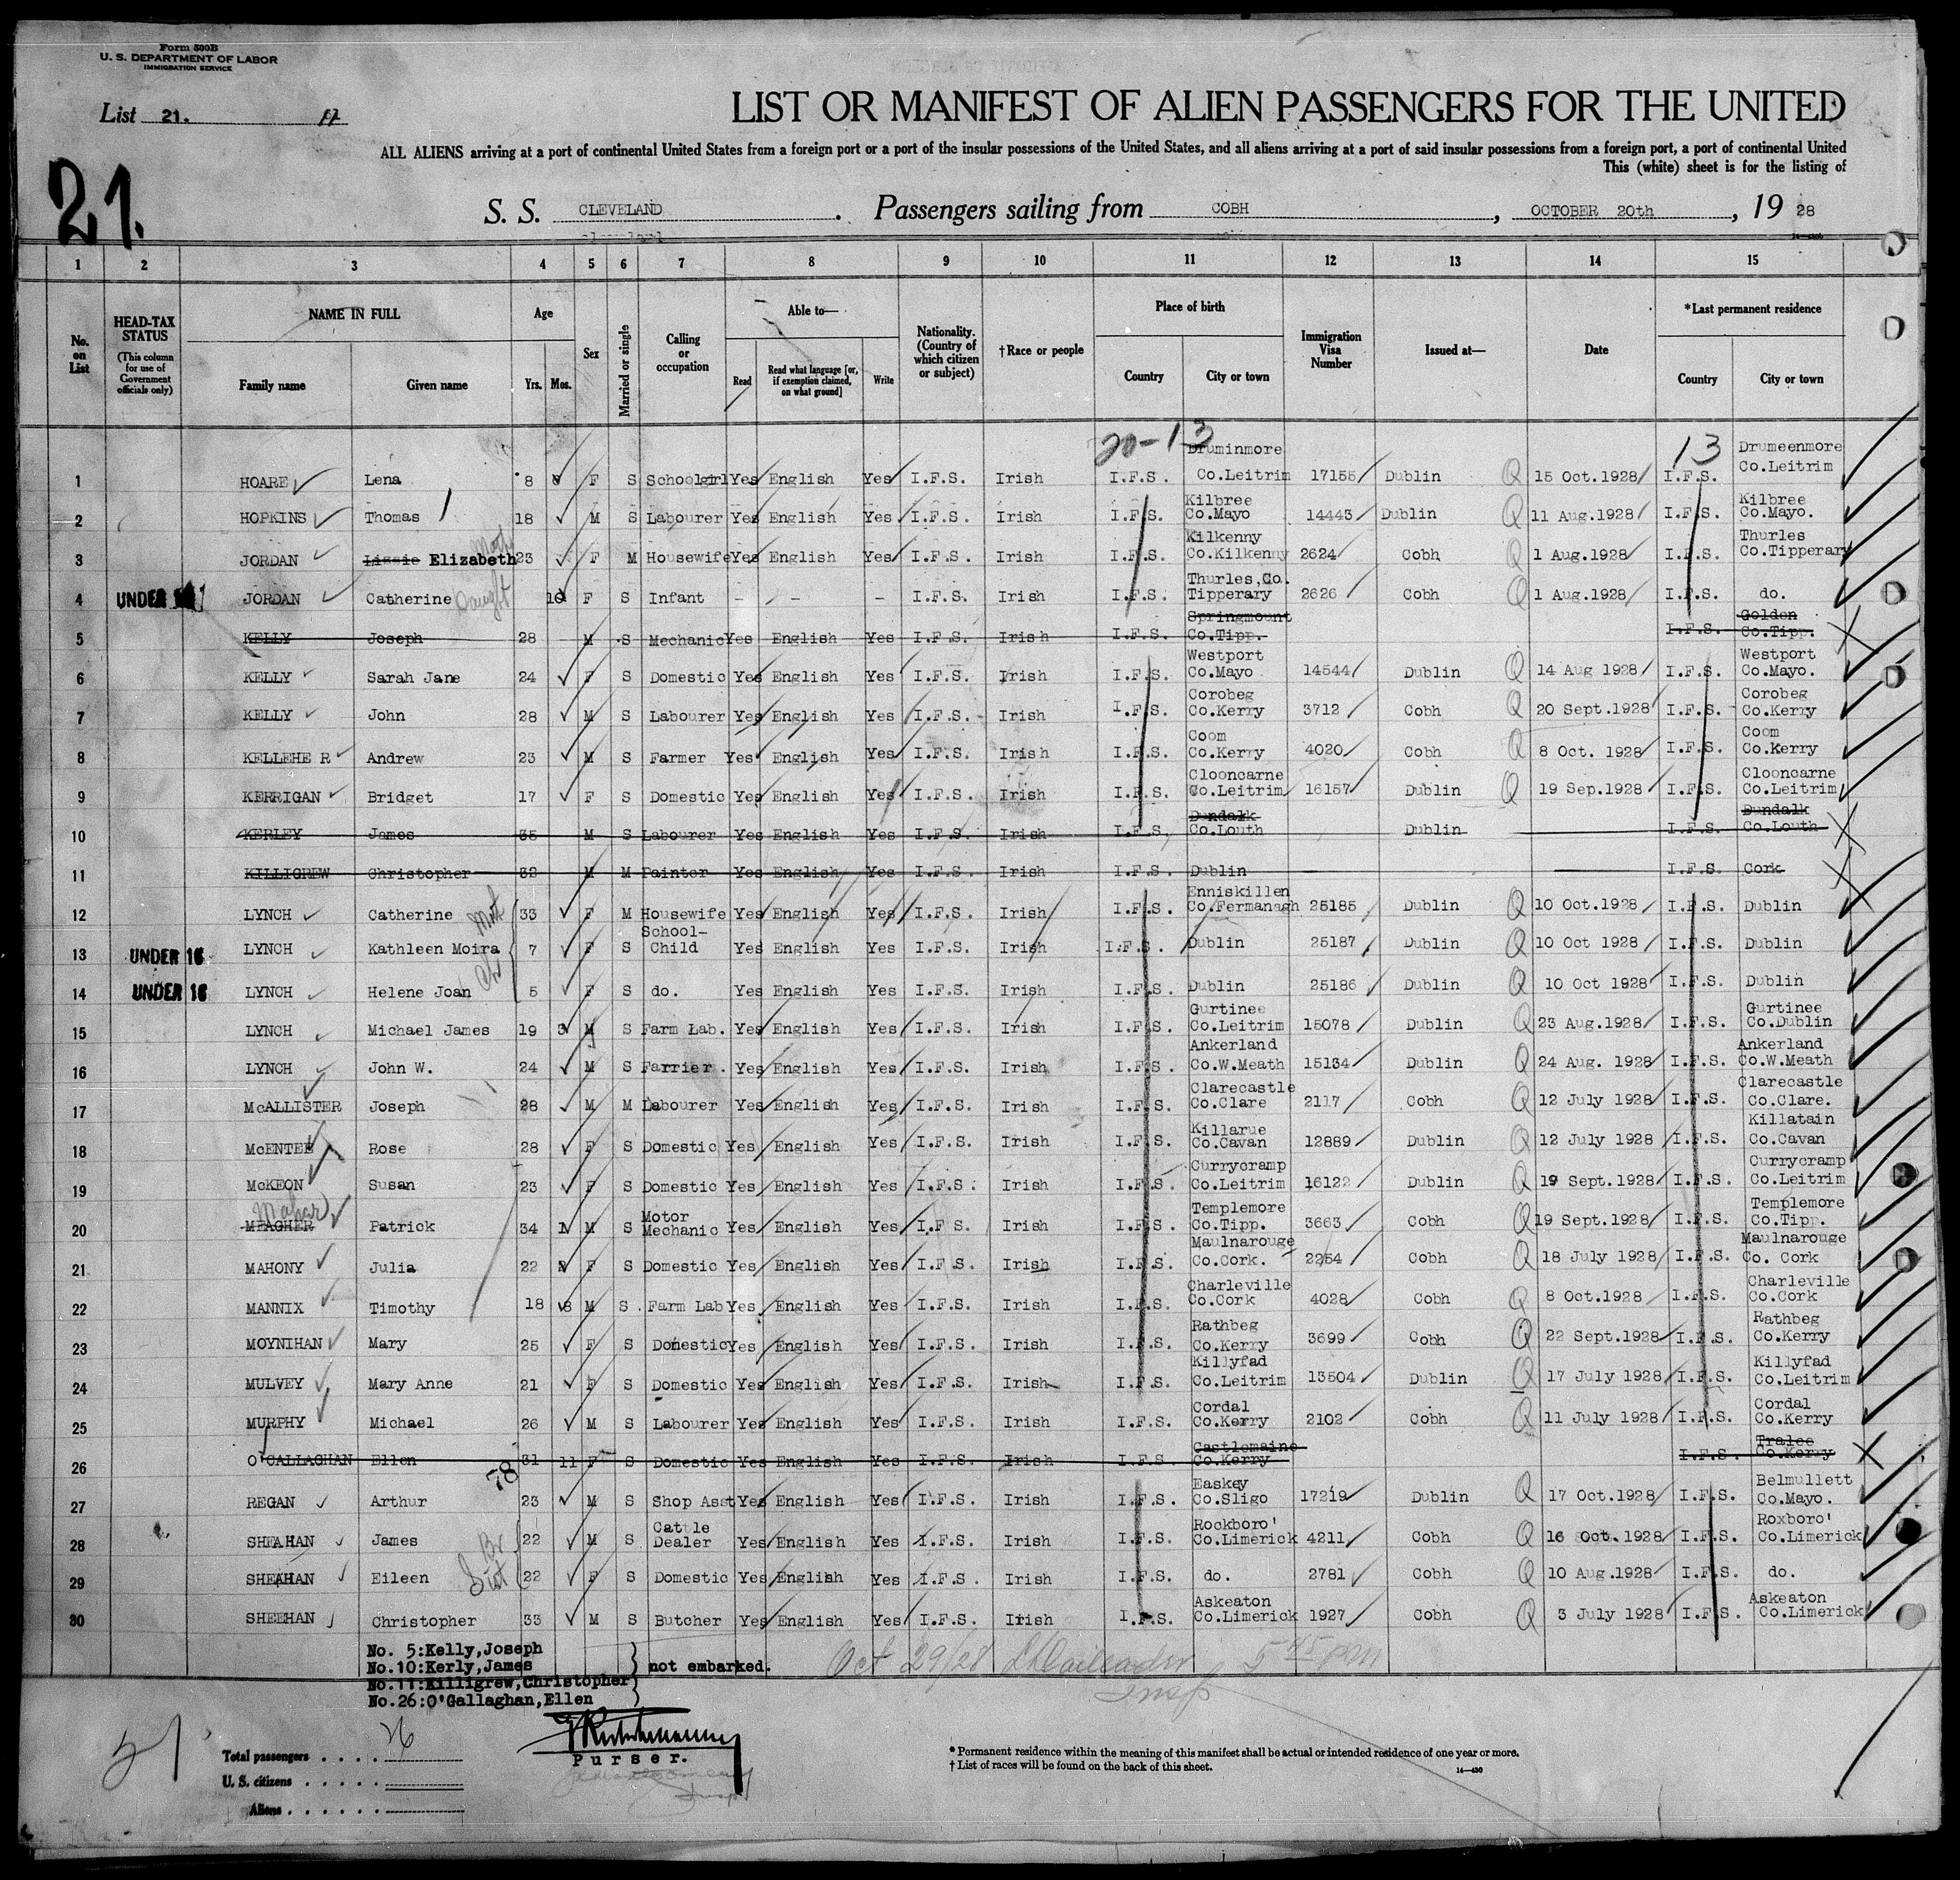 Form 500B
U. S. DEPARTMENT OF LABOR
IMMIGRATION SERVICE
List 21.
21.
LIST OR MANIFEST OF ALIEN PASSENGERS FOR THE UNITED
ALL ALIENS arriving at a port of continental United States from a foreign port or a port of the insular possessions of the United States, and all aliens arriving at a port of said insular possessions from a foreign port, a port of continental United
This (white) sheet is for the listing of
S. S. CLEVELAND. Passengers sailing from COBH, OCTOBER 20th, 19 28
1 2 3 4 5 6 7 8 9 10 11 12 13 14 15
No. on List
HEAD-TAX STATUS (This column for use of Government officials only)
NAME IN FULL Family name Given name
Age Yrs. Mos.
Sex
Married or single
Calling or occupation
Able to— Read Read what language [or, if exemption claimed, on what ground] Write
Nationality. (Country of which citizen or subject)
†Race or people
Place of birth Country City or town
Immigration Visa Number
Issued at—
Date
*Last permanent residence Country City or town
20-13 13
1 HOARE Lena 8 F S Schoolgirl Yes English Yes I.F.S. Irish I.F.S. Druminmore Co.Leitrim 17155 Dublin Q 15 Oct.1928 I.F.S. Drumeenmore Co.Leitrim
2 HOPKINS Thomas 18 M S Labourer Yes English Yes I.F.S. Irish I.F.S. Kilbree Co.Mayo 14443 Dublin Q 11 Aug.1928 I.F.S. Kilbree Co.Mayo.
3 JORDAN Lizzie Elizabeth 23 F M Housewife Yes English Yes I.F.S. Irish I.F.S. Kilkenny Co.Kilkenny 2624 Cobh Q 1 Aug.1928 I.F.S. Thurles Co.Tipperary
4 UNDER JORDAN Catherine Daught 10 F S Infant - - - I.F.S. Irish I.F.S. Thurles,Co. Tipperary 2626 Cobh Q 1 Aug.1928 I.F.S. do.
5 KELLY Joseph 28 M S Mechanic Yes English Yes I.F.S. Irish I.F.S. Springmount Co.Tipp. I.F.S. Golden Co.Tipp. X
6 KELLY Sarah Jane 24 F S Domestic Yes English Yes I.F.S. Irish I.F.S. Westport Co.Mayo 14544 Dublin Q 14 Aug 1928 I.F.S. Westport Co.Mayo.
7 KELLY John 28 M S Labourer Yes English Yes I.F.S. Irish I.F.S. Corobeg Co.Kerry 3712 Cobh Q 20 Sept.1928 I.F.S. Corobeg Co.Kerry
8 KELLEHE R Andrew 23 M S Farmer Yes English Yes I.F.S. Irish I.F.S. Coom Co.Kerry 4020 Cobh Q 8 Oct. 1928 I.F.S. Coom Co.Kerry
9 KERRIGAN Bridget 17 F S Domestic Yes English Yes I.F.S. Irish I.F.S. Clooncarne Co.Leitrim 16157 Dublin Q 19 Sep.1928 I.F.S. Clooncarne Co.Leitrim
10 KERLEY James 35 M S Labourer Yes English Yes I.F.S. Irish I.F.S. Dundalk Co.Louth Dublin I.F.S. Dundalk Co.Louth X
11 KILLIGREW Christopher 32 M M Painter Yes English Yes I.F.S. Irish I.F.S. Dublin I.F.S. Cork X
12 LYNCH Catherine 33 F M Housewife Yes English Yes I.F.S. Irish I.F.S. Enniskillen Co.Fermanagh 25185 Dublin Q 10 Oct.1928 I.F.S. Dublin
13 UNDER 16 LYNCH Kathleen Moira 7 F S School- Child Yes English Yes I.F.S. Irish I.F.S. Dublin 25187 Dublin Q 10 Oct 1928 I.F.S. Dublin
14 UNDER 16 LYNCH Helene Joan 5 F S do. Yes English Yes I.F.S. Irish I.F.S. Dublin 25186 Dublin Q 10 Oct 1928 I.F.S. Dublin
15 LYNCH Michael James 19 3 M S Farm Lab. Yes English Yes I.F.S. Irish I.F.S. Gurtinee Co.Leitrim 15078 Dublin Q 23 Aug.1928 I.F.S. Gurtinee Co.Dublin
16 LYNCH John W. 24 M S Farrier. Yes English Yes I.F.S. Irish I.F.S. Ankerland Co.W.Meath 15134 Dublin Q 24 Aug. 1928 I.F.S. Ankerland Co.W.Meath
17 McALLISTER Joseph 28 M M Labourer Yes English Yes I.F.S. Irish I.F.S. Clarecastle Co.Clare 2117 Cobh Q 12 July 1928 I.F.S. Clarecastle Co.Clare.
18 McENTEE Rose 28 F S Domestic Yes English Yes I.F.S. Irish I.F.S. Killarue Co.Cavan 12889 Dublin Q 12 July 1928 I.F.S. Killatain Co.Cavan
19 McKEON Susan 23 F S Domestic Yes English Yes I.F.S. Irish I.F.S. Currycramp Co.Leitrim 16122 Dublin Q 19 Sept.1928 I.F.S. Currycramp Co.Leitrim
20 MEAGHER Mahar Patrick 34 M S Motor Mechanic Yes English Yes I.F.S. Irish I.F.S. Templemore Co.Tipp. 3663 Cobh Q 19 Sept.1928 I.F.S. Templemore Co.Tipp.
21 MAHONY Julia 22 F S Domestic Yes English Yes I.F.S. Irish I.F.S. Maulnarouge Co.Cork. 2254 Cobh Q 18 July 1928 I.F.S. Maulnarouge Co. Cork
22 MANNIX Timothy 18 8 M S. Farm Lab Yes English Yes I.F.S. Irish I.F.S. Charleville Co.Cork 4028 Cobh Q 8 Oct.1928 I.F.S. Charleville Co.Cork
23 MOYNIHAN Mary 25 F S Domestic Yes English Yes I.F.S. Irish I.F.S. Rathbeg Co.Kerry 3699 Cobh Q 22 Sept.1928 I.F.S. Rathbeg Co.Kerry
24 MULVEY Mary Anne 21 F S Domestic Yes English Yes I.F.S. Irish I.F.S. Killyfad Co.Leitrim 13504 Dublin Q 17 July 1928 I.F.S. Killyfad Co.Leitrim
25 MURPHY Michael 26 M S Labourer Yes English Yes I.F.S. Irish I.F.S. Cordal Co.Kerry 2102 Cobh Q 11 July 1928 I.F.S. Cordal Co.Kerry
26 O'CALLAGHAN Ellen 31 11 F S Domestic Yes English Yes I.F.S. Irish I.F.S. Castlemaine Co.Kerry I.F.S. Tralee Co.Kerry X
78
27 REGAN Arthur 23 M S Shop Asst Yes English Yes I.F.S. Irish I.F.S. Easkey Co.Sligo 17219 Dublin Q 17 Oct.1928 I.F.S. Belmullett Co.Mayo.
28 SHEAHAN James Br 22 M S Cattle Dealer Yes English Yes I.F.S. Irish I.F.S. Rockboro' Co.Limerick 4211 Cobh Q 16 Oct.1928 I.F.S. Roxboro' Co.Limerick
29 SHEAHAN Eileen Sist 22 F S Domestic Yes English Yes I.F.S. Irish I.F.S. do. 2781 Cobh Q 10 Aug.1928 I.F.S. do.
30 SHEEHAN Christopher 33 M S Butcher Yes English Yes I.F.S. Irish I.F.S. Askeaton Co.Limerick 1927 Cobh Q 3 July 1928 I.F.S. Askeaton Co.Limerick
No. 5:Kelly,Joseph
No.10:Kerly,James
No.11:Killigrew,Christopher
No.26:O'Gallaghan,Ellen
not embarked.
Oct 29/28 Insp 5 45 pm
Purser.
21
Total passengers . . . . 26
U. S. citizens . . . . .
Aliens . . . . . .
* Permanent residence within the meaning of this manifest shall be actual or intended residence of one year or more.
† List of races will be found on the back of this sheet.
14—430